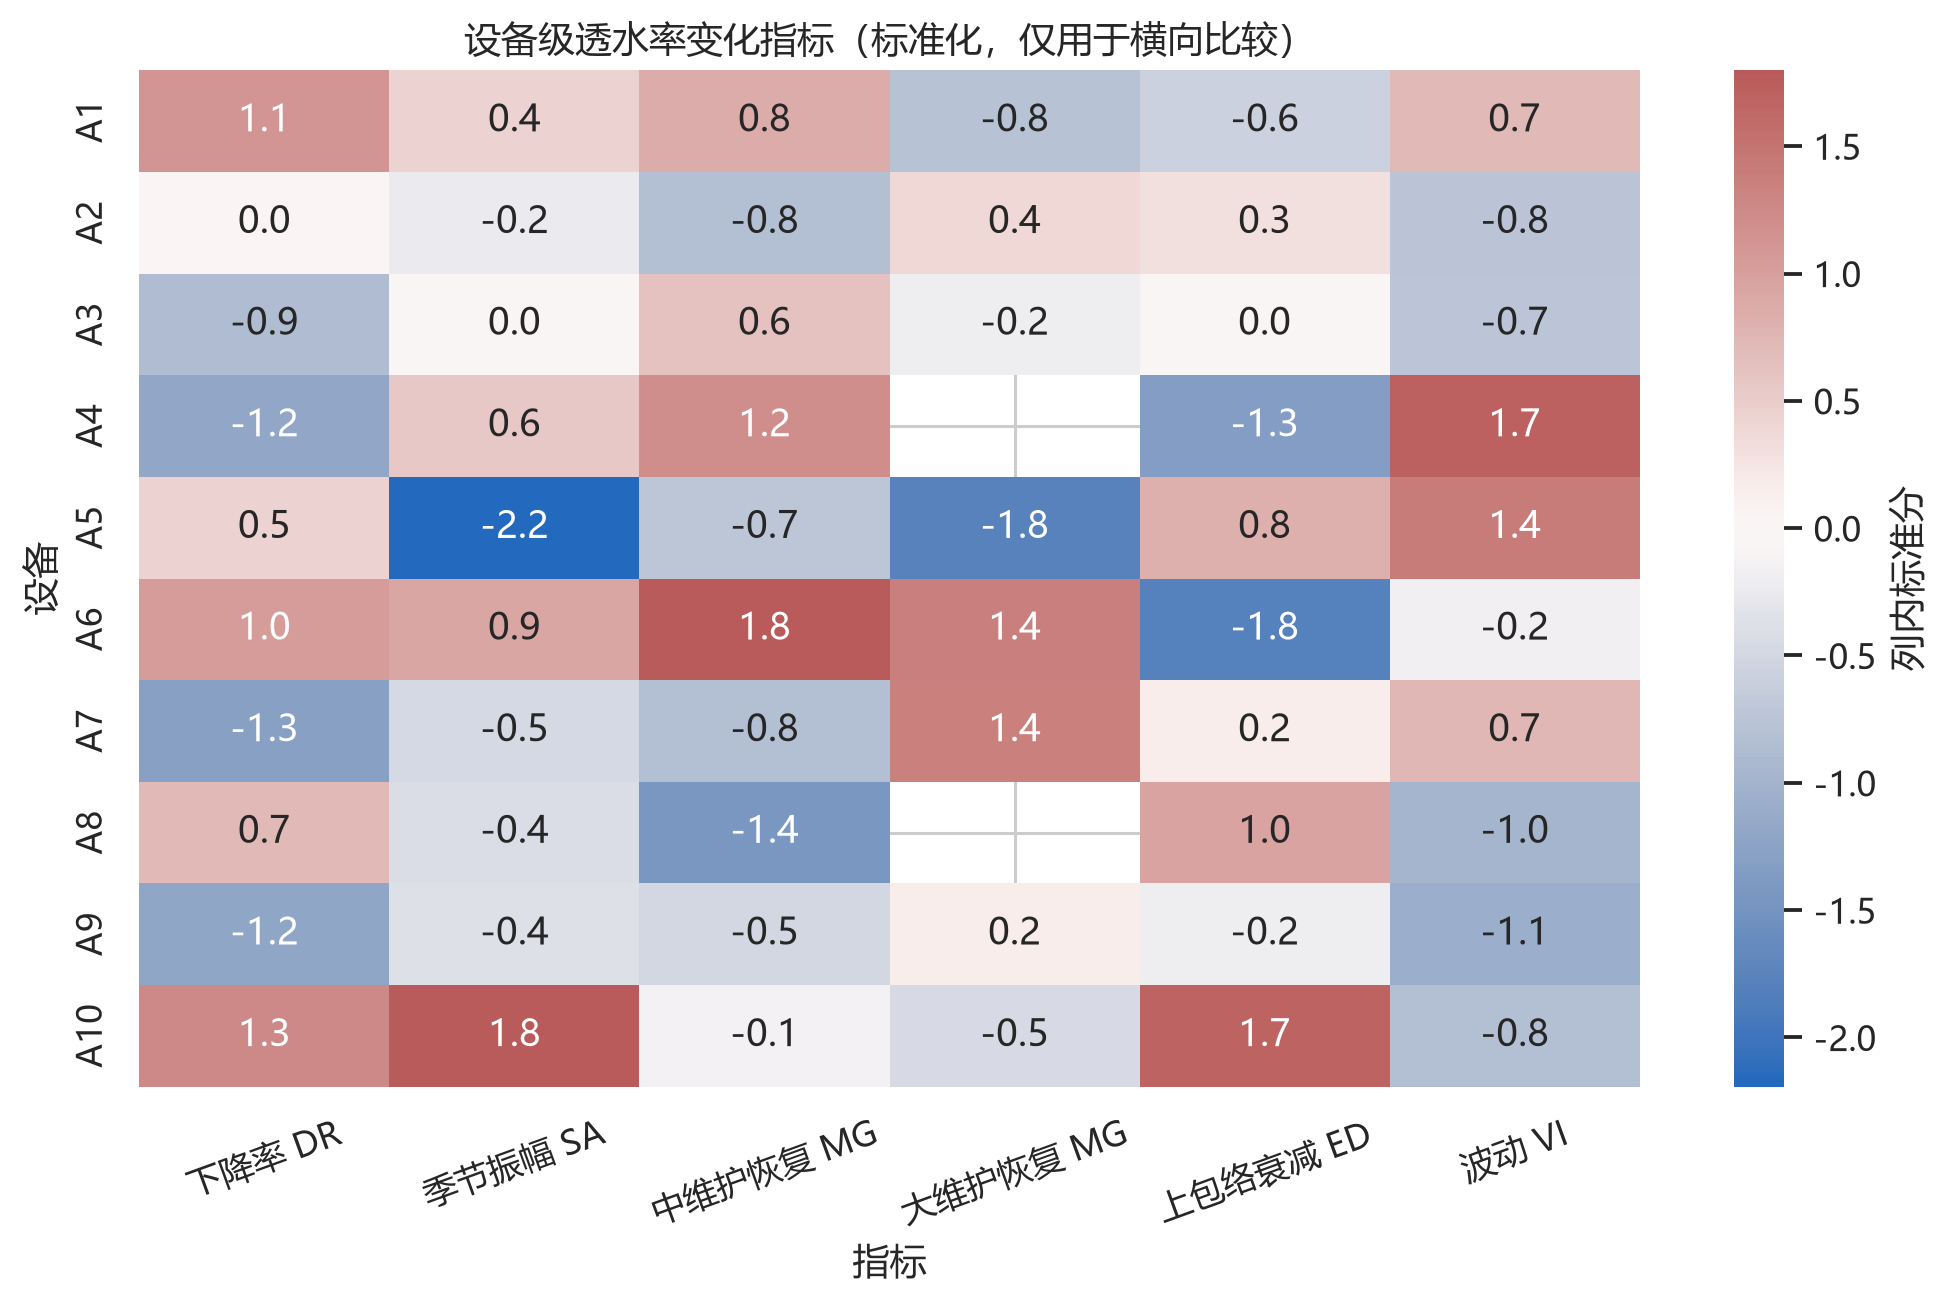 设备级透水率变化指标（标准化，仅用于横向比较）
设备
A1 1.1 0.4 0.8 -0.8 -0.6 0.7
A2 0.0 -0.2 -0.8 0.4 0.3 -0.8
A3 -0.9 0.0 0.6 -0.2 0.0 -0.7
A4 -1.2 0.6 1.2 -1.3 1.7
A5 0.5 -2.2 -0.7 -1.8 0.8 1.4
A6 1.0 0.9 1.8 1.4 -1.8 -0.2
A7 -1.3 -0.5 -0.8 1.4 0.2 0.7
A8 0.7 -0.4 -1.4 1.0 -1.0
A9 -1.2 -0.4 -0.5 0.2 -0.2 -1.1
A10 1.3 1.8 -0.1 -0.5 1.7 -0.8
下降率 DR
季节振幅 SA
中维护恢复 MG
大维护恢复 MG
上包络衰减 ED
波动 VI
指标
1.5
1.0
0.5
0.0
-0.5
-1.0
-1.5
-2.0
列内标准分